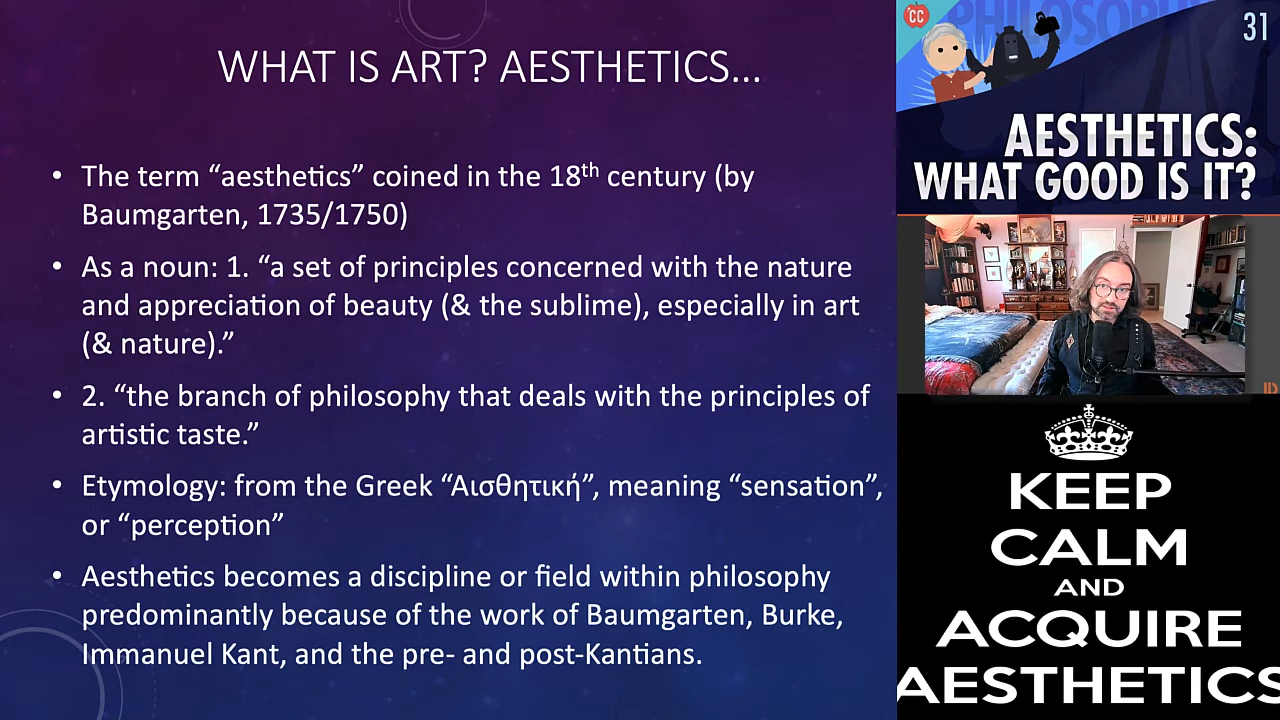 WHAT IS ART? AESTHETICS…
• The term “aesthetics” coined in the 18th century (by
Baumgarten, 1735/1750)
• As a noun: 1. “a set of principles concerned with the nature
and appreciation of beauty (& the sublime), especially in art
(& nature).”
• 2. “the branch of philosophy that deals with the principles of
artistic taste.”
• Etymology: from the Greek “Αισθητική”, meaning “sensation”,
or “perception”
• Aesthetics becomes a discipline or field within philosophy
predominantly because of the work of Baumgarten, Burke,
Immanuel Kant, and the pre- and post-Kantians.
CC
PHILOSOPHY
31
AESTHETICS:
WHAT GOOD IS IT?
KEEP
CALM
AND
ACQUIRE
AESTHETICS